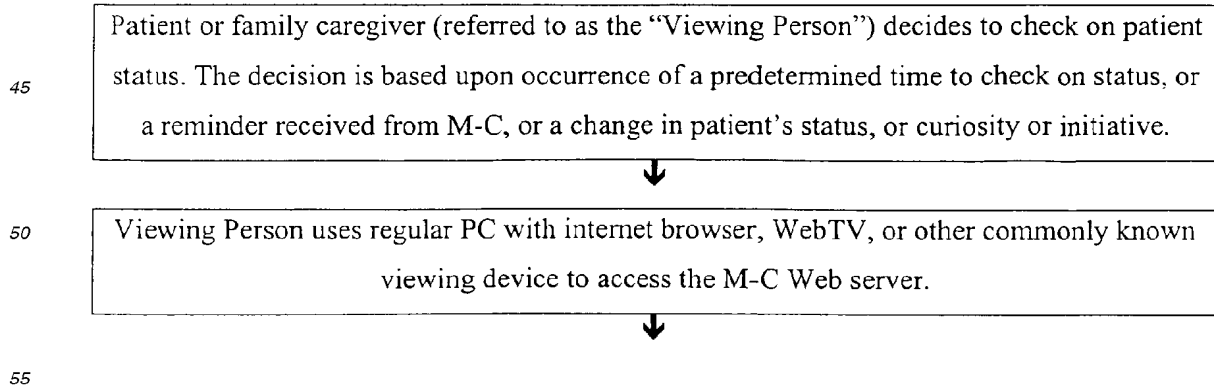 Patient or family caregiver (referred to as the “Viewing Person”) decides to check on patient
45 status. The decision is based upon occurrence of a predetermined time to check on status, or
a reminder received from M-C, or a change in patient's status, or curiosity or initiative.
50 Viewing Person uses regular PC with internet browser, WebTV, or other commonly known
viewing device to access the M-C Web server.
55